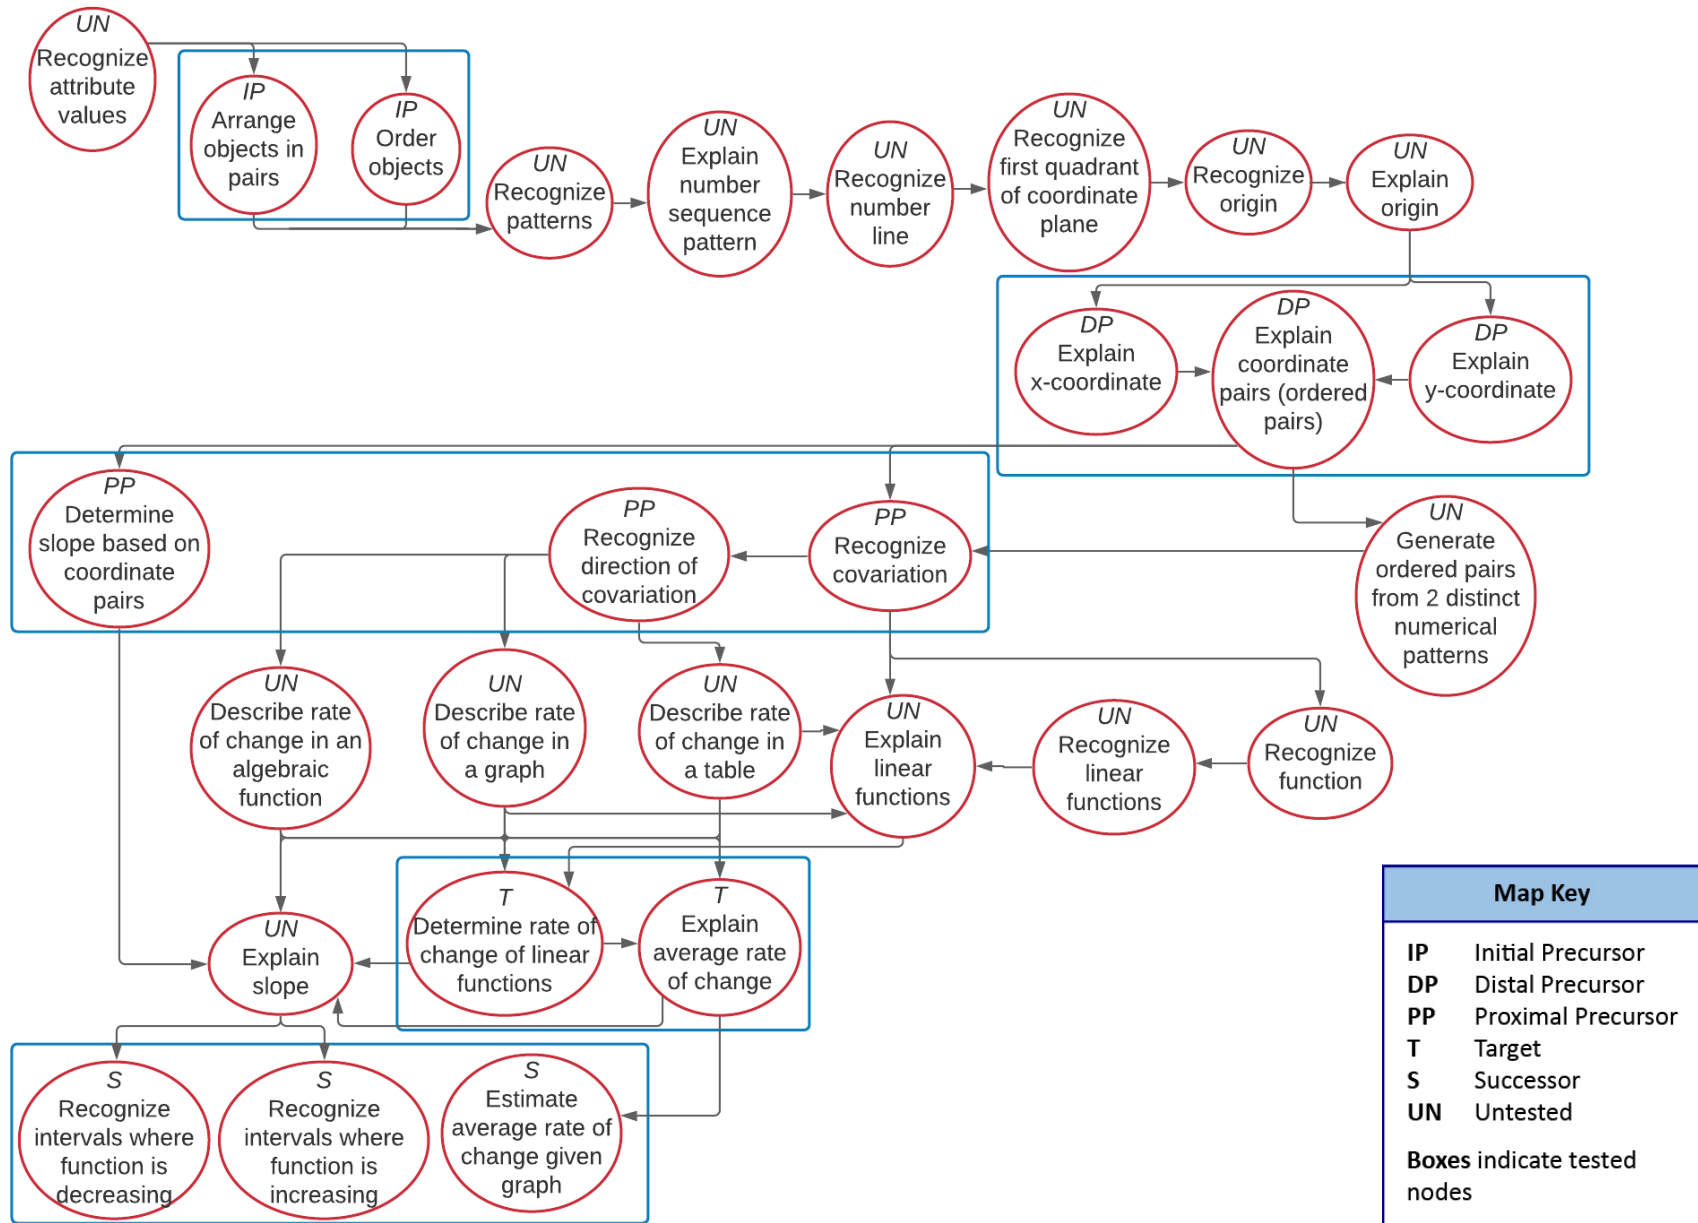 UN
Recognize
attribute
values
IP
Arrange
objects in
pairs
IP
Order
objects
UN
Recognize
patterns
UN
Explain
number
sequence
pattern
UN
Recognize
number
line
UN
Recognize
first quadrant
of coordinate
plane
UN
Recognize
origin
UN
Explain
origin
DP
Explain
x-coordinate
DP
Explain
coordinate
pairs (ordered
pairs)
DP
Explain
y-coordinate
PP
Determine
slope based on
coordinate
pairs
PP
Recognize
direction of
covariation
PP
Recognize
covariation
UN
Generate
ordered pairs
from 2 distinct
numerical
patterns
UN
Describe rate
of change in an
algebraic
function
UN
Describe rate
of change in
a graph
UN
Describe rate
of change in
a table
UN
Explain
linear
functions
UN
Recognize
linear
functions
UN
Recognize
function
UN
Explain
slope
T
Determine rate of
change of linear
functions
T
Explain
average rate
of change
S
Recognize
intervals where
function is
decreasing
S
Recognize
intervals where
function is
increasing
S
Estimate
average rate of
change given
graph
Map Key
IP Initial Precursor
DP Distal Precursor
PP Proximal Precursor
T Target
S Successor
UN Untested
Boxes indicate tested
nodes